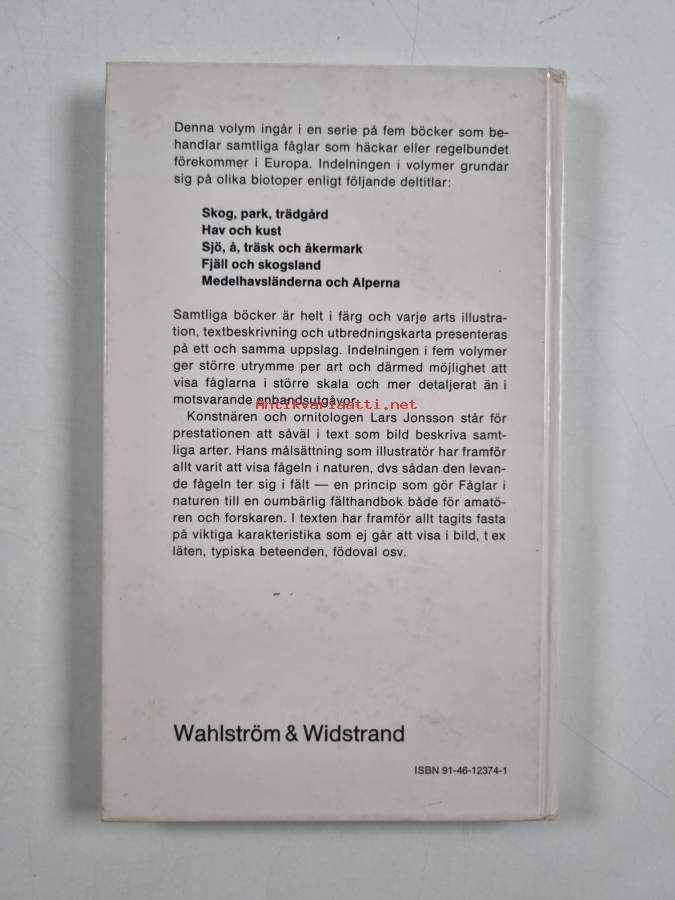 Denna volym ingår i en serie på fem böcker som be-
handlar samtliga fåglar som häckar eller regelbundet
förekommer i Europa. Indelningen i volymer grundar
sig på olika biotoper enligt följande deltitlar:
Skog, park, trädgård
Hav och kust
Sjö, å, träsk och åkermark
Fjäll och skogsland
Medelhavsländerna och Alperna
Samtliga böcker är helt i färg och varje arts illustra-
tion, textbeskrivning och utbredningskarta presenteras
på ett och samma uppslag. Indelningen i fem volymer
ger större utrymme per art och därmed möjlighet att
visa fåglarna i större skala och mer detaljerat än i
motsvarande enbandsutgåvor.
Antikvariaatti.net
Konstnären och ornitologen Lars Jonsson står för
prestationen att såväl i text som bild beskriva samt-
liga arter. Hans målsättning som illustratör har framför
allt varit att visa fågeln i naturen, dvs sådan den levan-
de fågeln ter sig i fält — en princip som gör Fåglar i
naturen till en oumbärlig fälthandbok både för amatö-
ren och forskaren. I texten har framför allt tagits fasta
på viktiga karakteristika som ej går att visa i bild, t ex
läten, typiska beteenden, födoval osv.
Wahlström & Widstrand
ISBN 91-46-12374-1